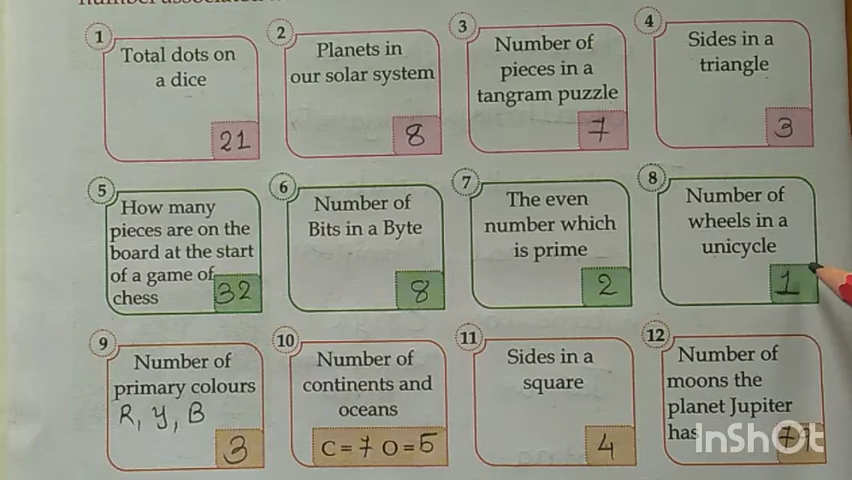 1
Total dots on
a dice
21
2
Planets in
our solar system
8
3
Number of
pieces in a
tangram puzzle
7
4
Sides in a
triangle
3
5
How many
pieces are on the
board at the start
of a game of
chess
32
6
Number of
Bits in a Byte
8
7
The even
number which
is prime
2
8
Number of
wheels in a
unicycle
1
9
Number of
primary colours
R, Y, B
3
10
Number of
continents and
oceans
C = 7 O = 5
11
Sides in a
square
4
12
Number of
moons the
planet Jupiter
has
InShOt